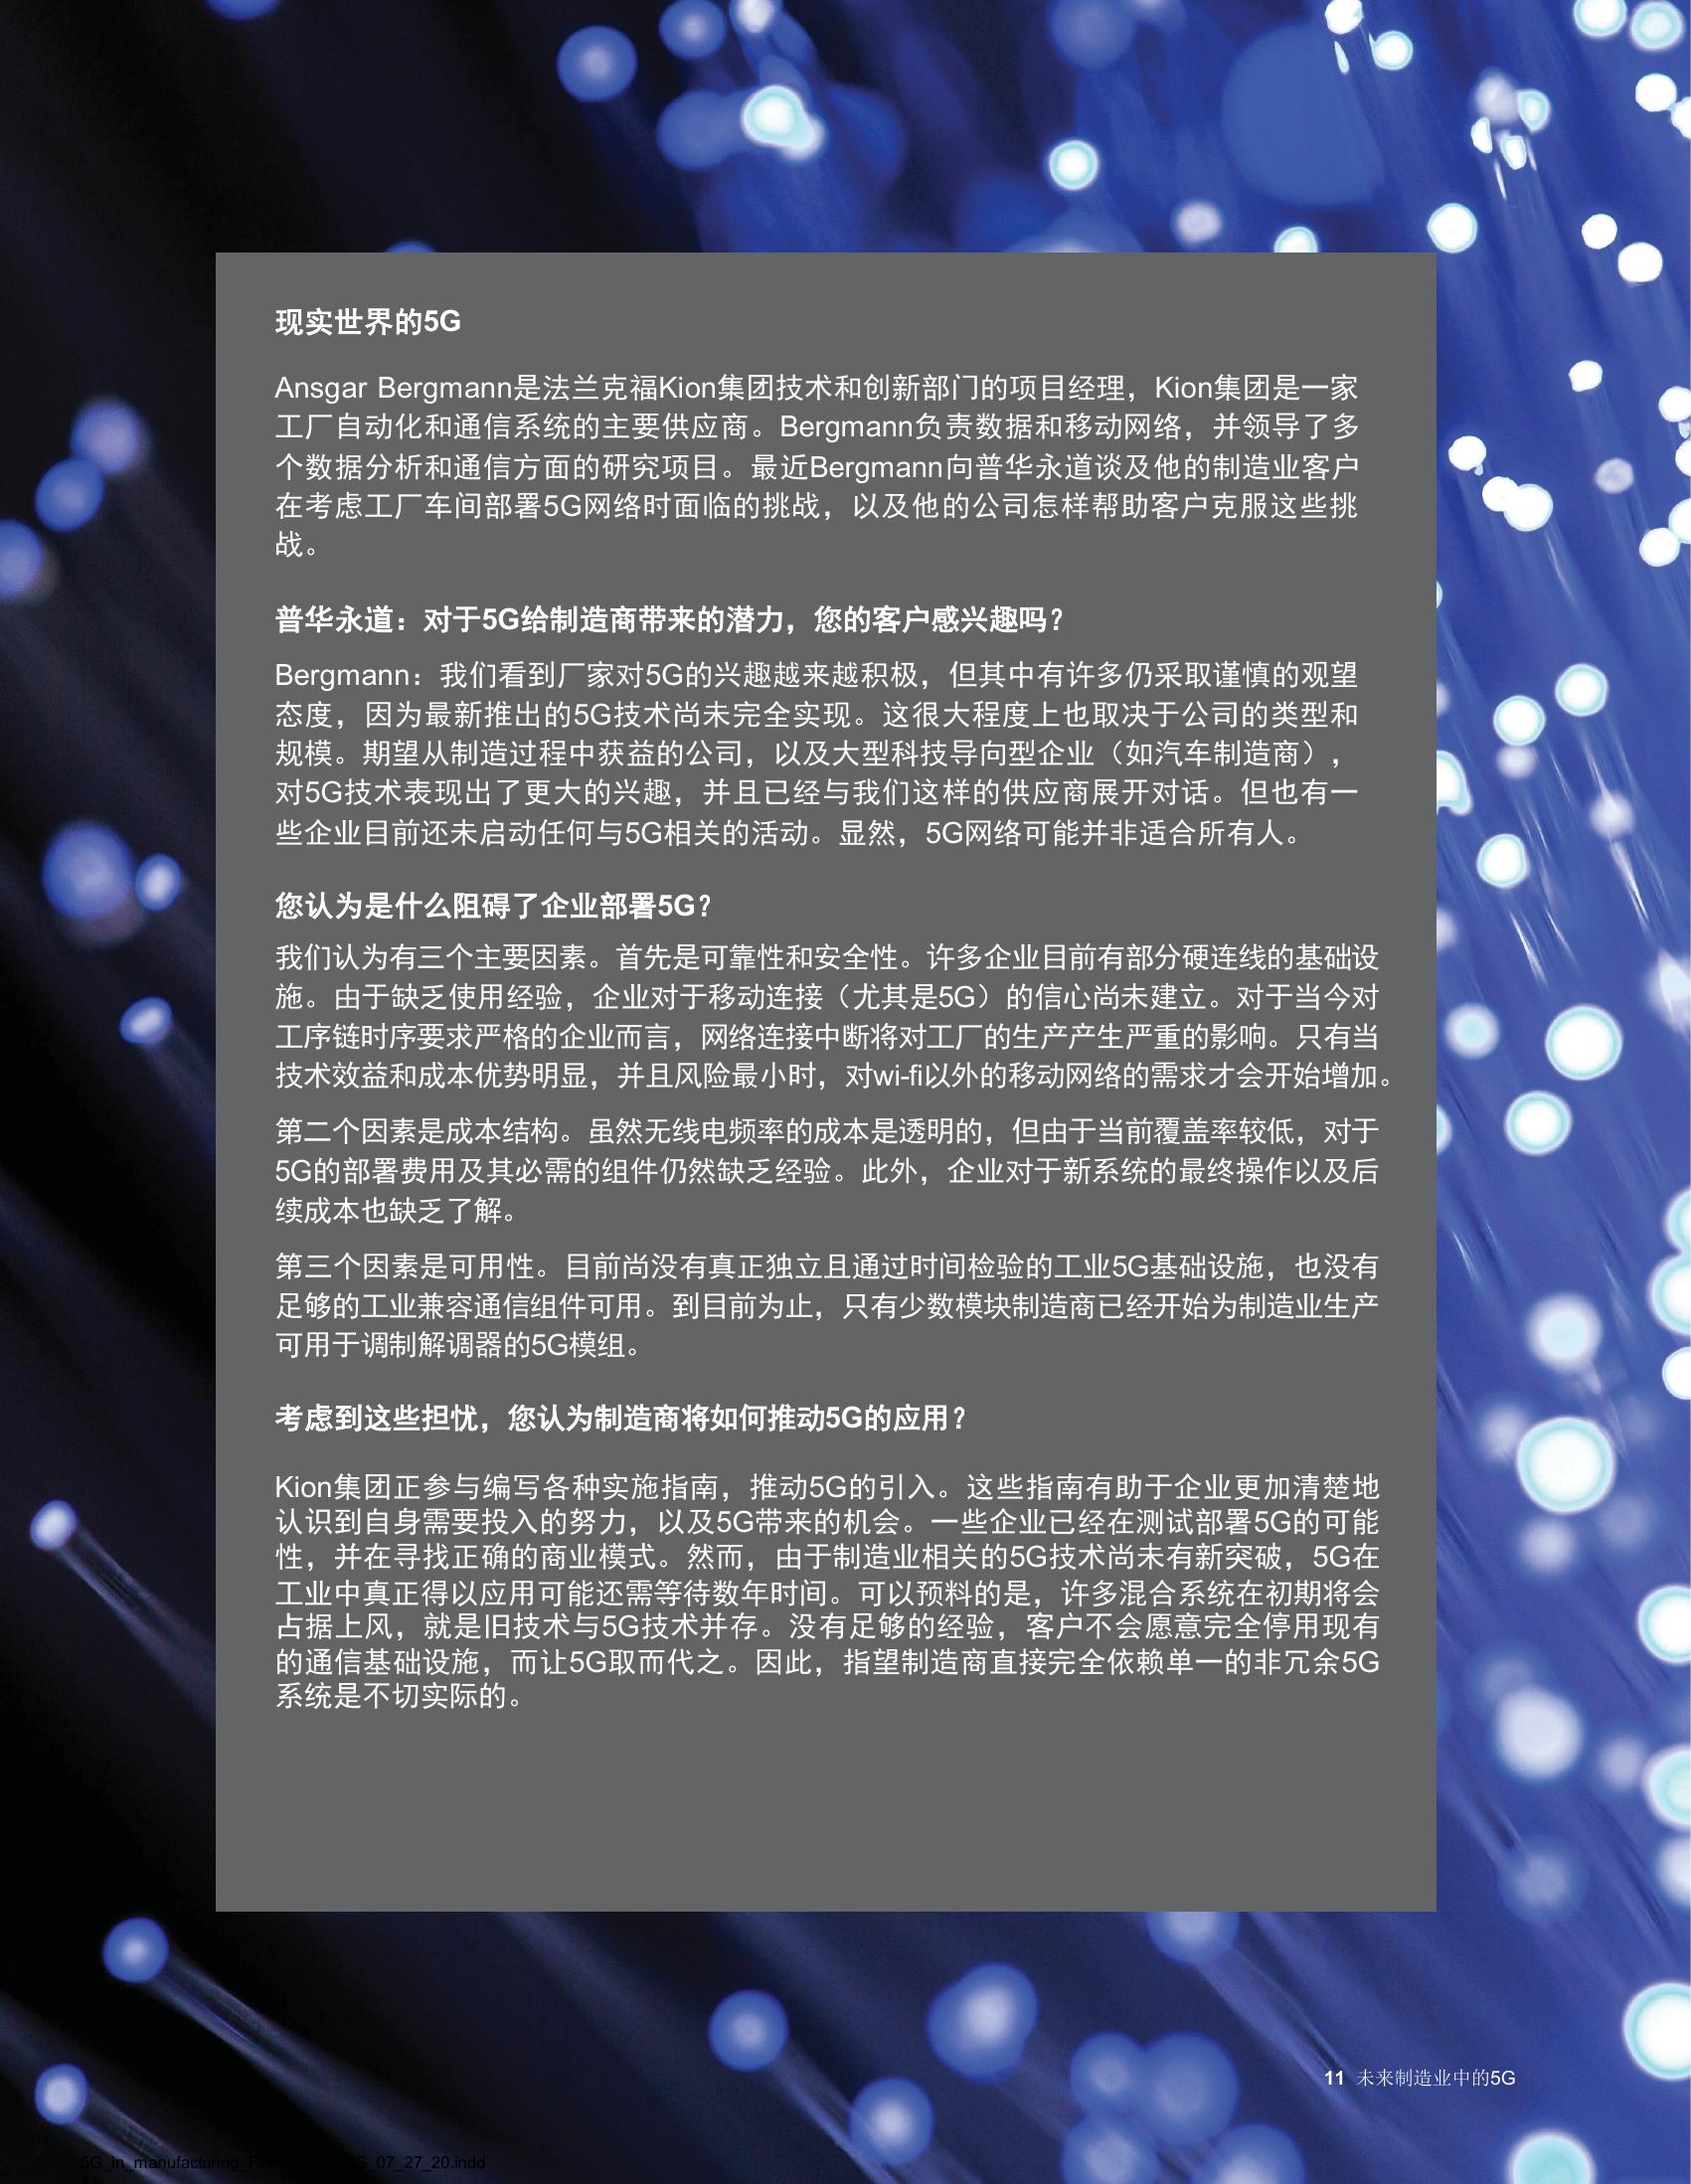 现实世界的5G
Ansgar Bergmann是法兰克福Kion集团技术和创新部门的项目经理，Kion集团是一家
工厂自动化和通信系统的主要供应商。Bergmann负责数据和移动网络，并领导了多
个数据分析和通信方面的研究项目。最近Bergmann向普华永道谈及他的制造业客户
在考虑工厂车间部署5G网络时面临的挑战，以及他的公司怎样帮助客户克服这些挑
战。
普华永道：对于5G给制造商带来的潜力，您的客户感兴趣吗？
Bergmann：我们看到厂家对5G的兴趣越来越积极，但其中有许多仍采取谨慎的观望
态度，因为最新推出的5G技术尚未完全实现。这很大程度上也取决于公司的类型和
规模。期望从制造过程中获益的公司，以及大型科技导向型企业（如汽车制造商），
对5G技术表现出了更大的兴趣，并且已经与我们这样的供应商展开对话。但也有一
些企业目前还未启动任何与5G相关的活动。显然，5G网络可能并非适合所有人。
您认为是什么阻碍了企业部署5G？
我们认为有三个主要因素。首先是可靠性和安全性。许多企业目前有部分硬连线的基础设
施。由于缺乏使用经验，企业对于移动连接（尤其是5G）的信心尚未建立。对于当今对
工序链时序要求严格的企业而言，网络连接中断将对工厂的生产产生严重的影响。只有当
技术效益和成本优势明显，并且风险最小时，对wi-fi以外的移动网络的需求才会开始增加。
第二个因素是成本结构。虽然无线电频率的成本是透明的，但由于当前覆盖率较低，对于
5G的部署费用及其必需的组件仍然缺乏经验。此外，企业对于新系统的最终操作以及后
续成本也缺乏了解。
第三个因素是可用性。目前尚没有真正独立且通过时间检验的工业5G基础设施，也没有
足够的工业兼容通信组件可用。到目前为止，只有少数模块制造商已经开始为制造业生产
可用于调制解调器的5G模组。
考虑到这些担忧，您认为制造商将如何推动5G的应用？
Kion集团正参与编写各种实施指南，推动5G的引入。这些指南有助于企业更加清楚地
认识到自身需要投入的努力，以及5G带来的机会。一些企业已经在测试部署5G的可能
性，并在寻找正确的商业模式。然而，由于制造业相关的5G技术尚未有新突破，5G在
工业中真正得以应用可能还需等待数年时间。可以预料的是，许多混合系统在初期将会
占据上风，就是旧技术与5G技术并存。没有足够的经验，客户不会愿意完全停用现有
的通信基础设施，而让5G取而代之。因此，指望制造商直接完全依赖单一的非冗余5G
系统是不切实际的。
11 未来制造业中的5G
5G_in_manufacturing_ _07_27_20.indd